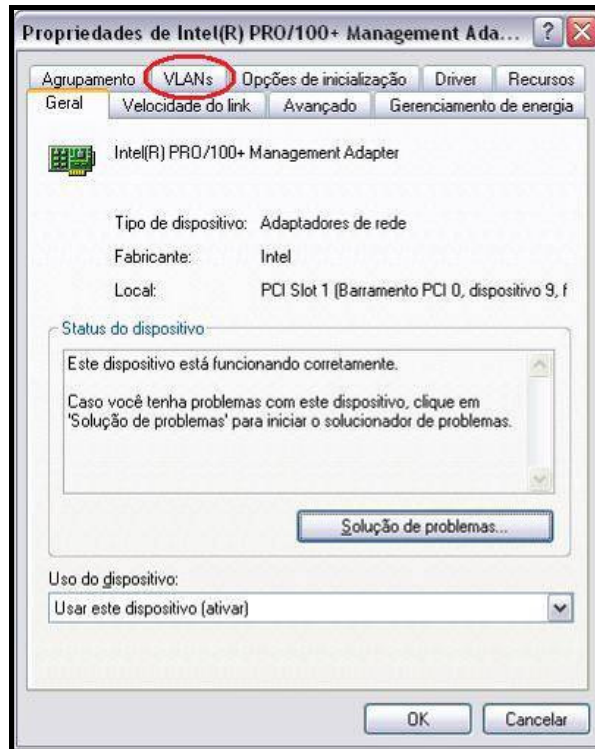 Propriedades de Intel(R) PRO/100+ Management Ada...
Agrupamento VLANs Opções de inicialização Driver Recursos
Geral Velocidade do link Avançado Gerenciamento de energia
Intel(R) PRO/100+ Management Adapter
Tipo de dispositivo: Adaptadores de rede
Fabricante: Intel
Local: PCI Slot 1 (Barramento PCI 0, dispositivo 9, f
Status do dispositivo
Este dispositivo está funcionando corretamente.
Caso você tenha problemas com este dispositivo, clique em
'Solução de problemas' para iniciar o solucionador de problemas.
Solução de problemas...
Uso do dispositivo:
Usar este dispositivo (ativar)
OK Cancelar